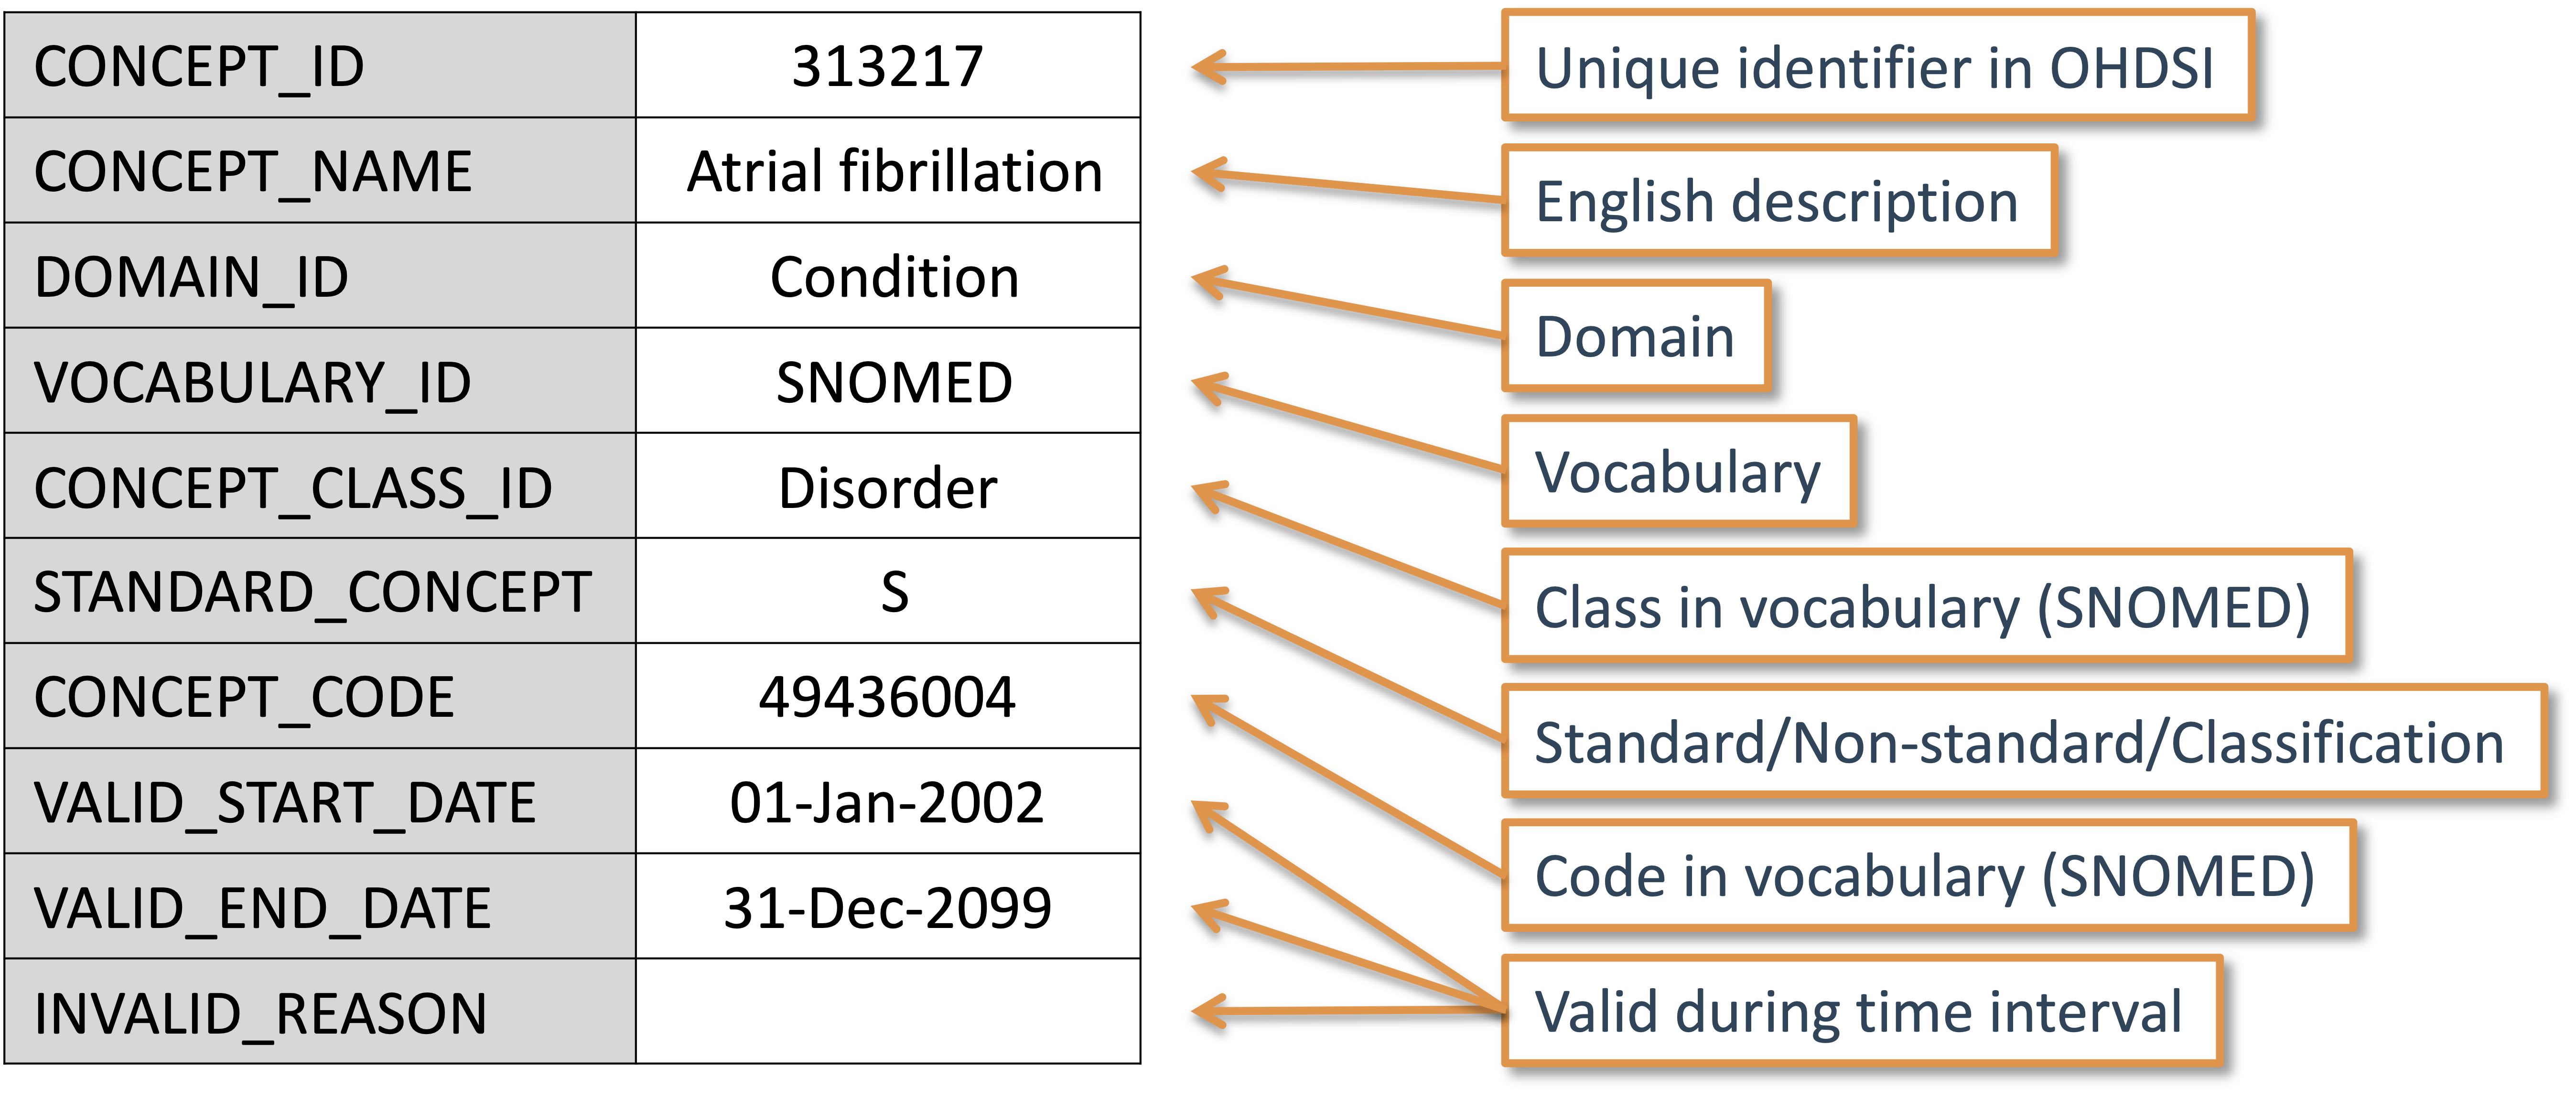 CONCEPT_ID 313217 Unique identifier in OHDSI
CONCEPT_NAME Atrial fibrillation English description
DOMAIN_ID Condition Domain
VOCABULARY_ID SNOMED Vocabulary
CONCEPT_CLASS_ID Disorder Class in vocabulary (SNOMED)
STANDARD_CONCEPT S Standard/Non-standard/Classification
CONCEPT_CODE 49436004 Code in vocabulary (SNOMED)
VALID_START_DATE 01-Jan-2002
VALID_END_DATE 31-Dec-2099
INVALID_REASON Valid during time interval